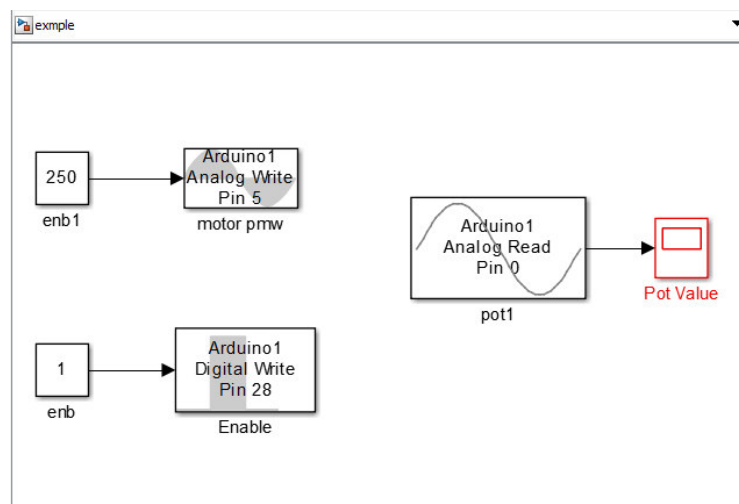 exmple
250
enb1
Arduino1
Analog Write
Pin 5
motor pmw
1
enb
Arduino1
Digital Write
Pin 28
Enable
Arduino1
Analog Read
Pin 0
pot1
Pot Value